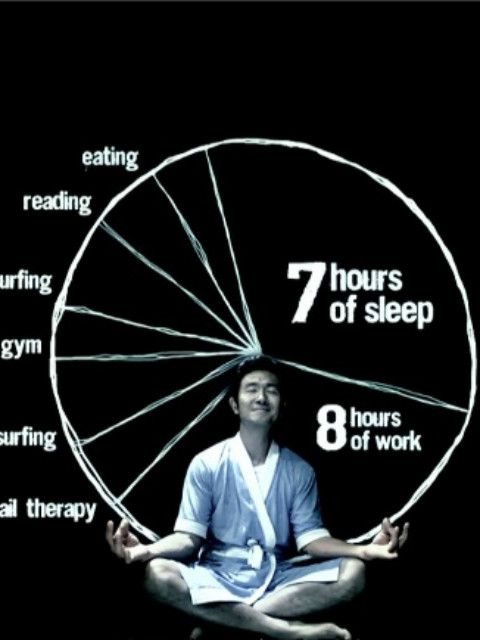 eating
reading
urfing
7 hours
of sleep
gym
8 hours
of work
surfing
ail therapy